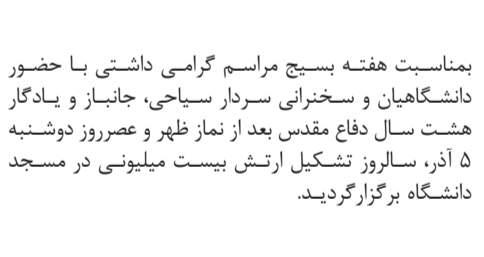 بمناسبت هفته بسیج مراسم گرامی داشتی با حضور
دانشگاهیان و سخنرانی سردار سیاحی، جانباز و یادگار
هشت سال دفاع مقدس بعد از نماز ظهر و عصرروز دوشنبه
۵ آذر، سالروز تشکیل ارتش بیست میلیونی در مسجد
دانشگاه برگزارگردید.